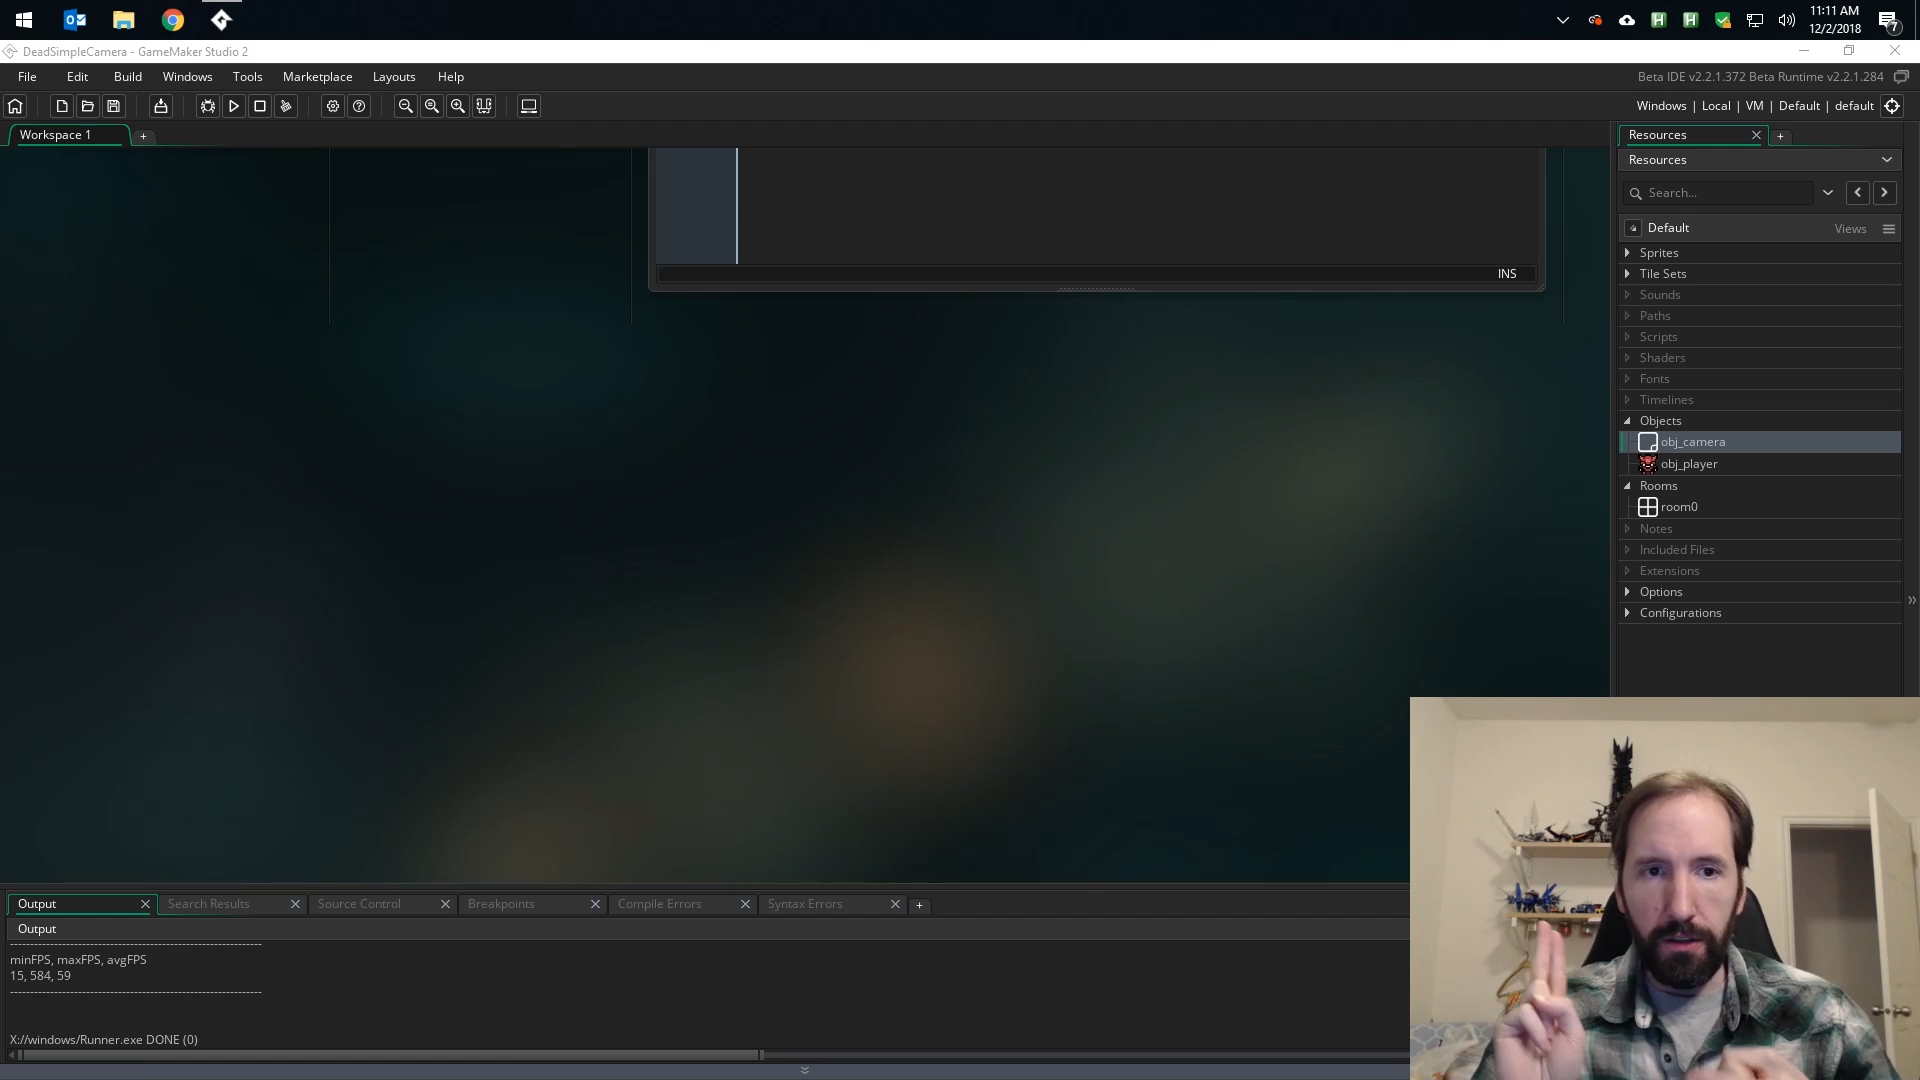 11:11 AM
12/2/2018
7
DeadSimpleCamera - GameMaker Studio 2
File Edit Build Windows Tools Marketplace Layouts Help
Beta IDE v2.2.1.372 Beta Runtime v2.2.1.284
Windows | Local | VM | Default | default
Workspace 1
Resources
Resources
Search...
Default Views
Sprites
Tile Sets
Sounds
Paths
Scripts
Shaders
Fonts
Timelines
Objects
obj_camera
obj_player
Rooms
room0
Notes
Included Files
Extensions
Options
Configurations
INS
Output Search Results Source Control Breakpoints Compile Errors Syntax Errors
Output
minFPS, maxFPS, avgFPS
15, 584, 59
X://windows/Runner.exe DONE (0)